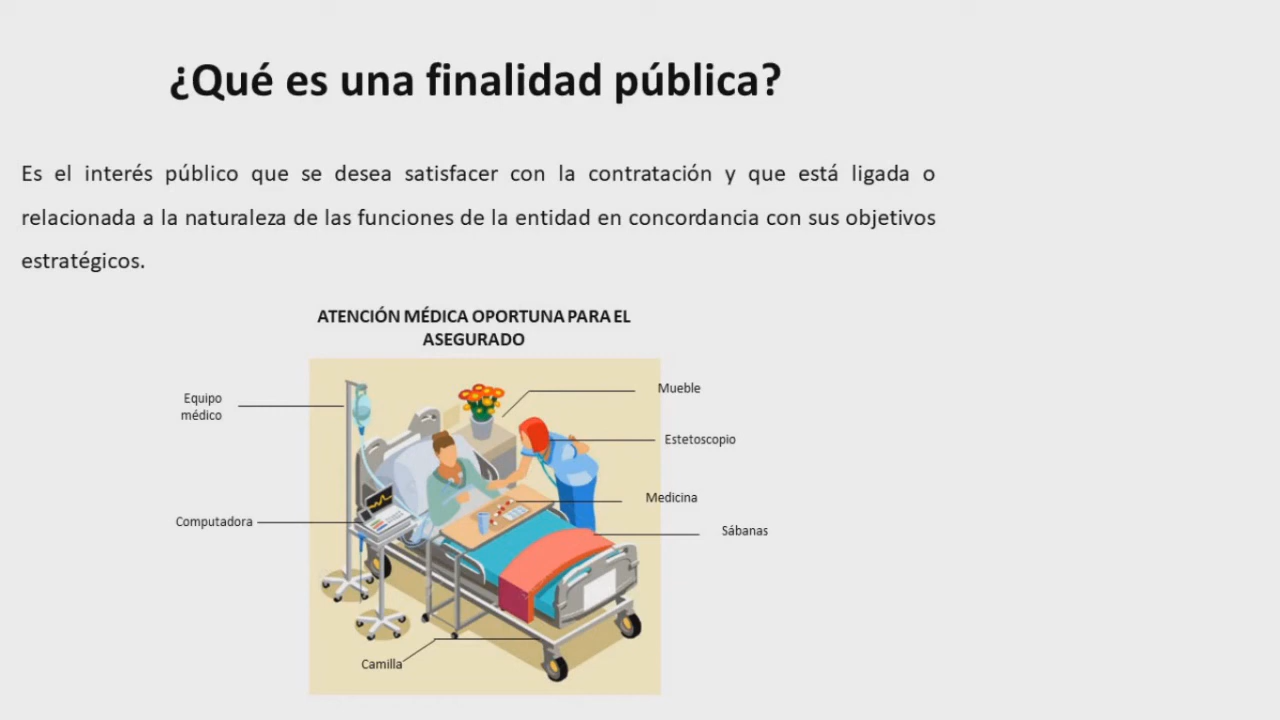 ¿Qué es una finalidad pública?
Es el interés público que se desea satisfacer con la contratación y que está ligada o
relacionada a la naturaleza de las funciones de la entidad en concordancia con sus objetivos
estratégicos.
ATENCIÓN MÉDICA OPORTUNA PARA EL
ASEGURADO
Equipo
médico
Mueble
Estetoscopio
Medicina
Computadora
Sábanas
Camilla